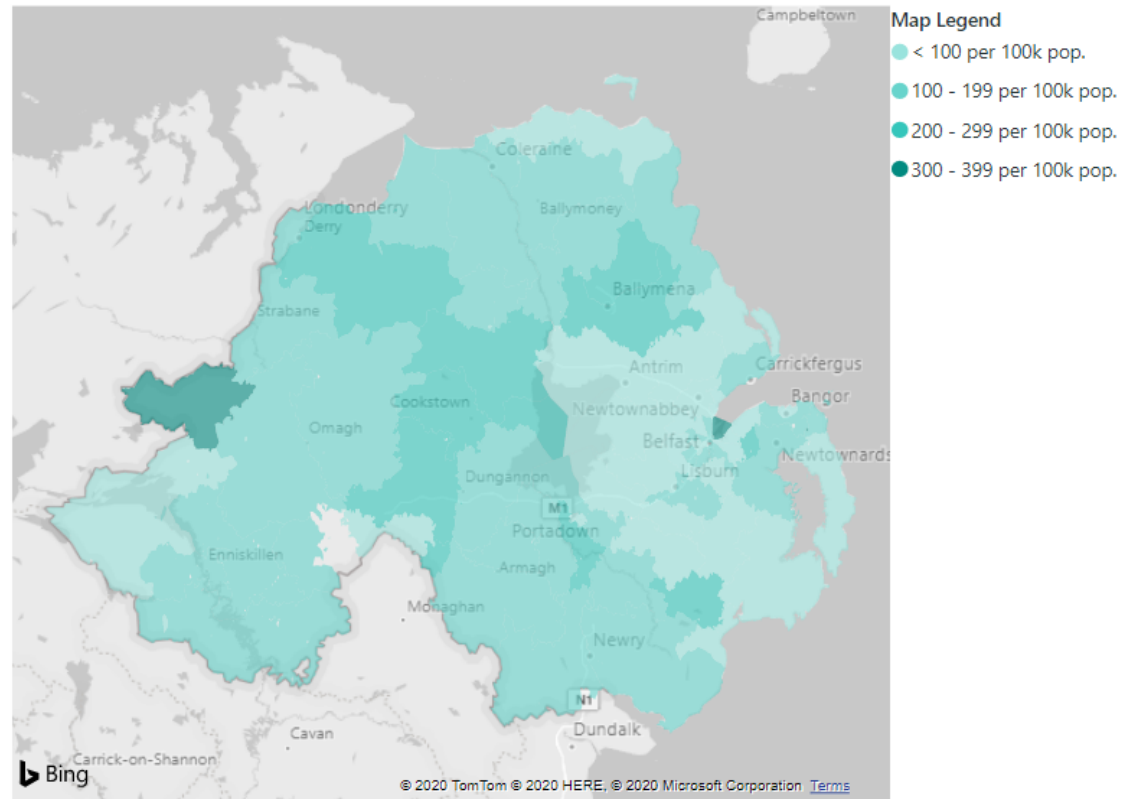 Campbeltown
Map Legend
< 100 per 100k pop.
100 - 199 per 100k pop.
200 - 299 per 100k pop.
300 - 399 per 100k pop.
Coleraine
Londonderry
Derry
Ballymoney
Ballymena
Strabane
Antrim
Carrickfergus
Cookstown
Newtownabbey
Bangor
Omagh
Belfast
Newtownards
Lisburn
Dungannon
M1
Portadown
Enniskillen
Armagh
Monaghan
Newry
N1
Dundalk
Cavan
Carrick-on-Shannon
Bing
© 2020 TomTom © 2020 HERE, © 2020 Microsoft Corporation Terms